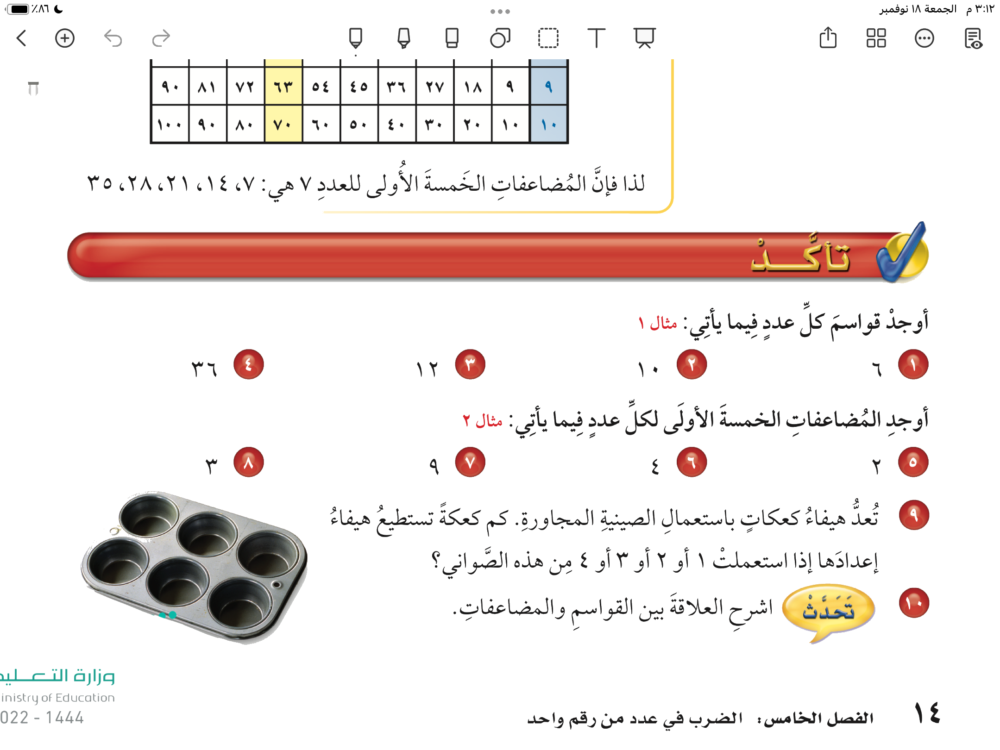 ٣:١٢ م الجمعة ١٨ نوفمبر
٪٨٦
٩ ٩ ١٨ ٢٧ ٣٦ ٤٥ ٥٤ ٦٣ ٧٢ ٨١ ٩٠
١٠ ١٠ ٢٠ ٣٠ ٤٠ ٥٠ ٦٠ ٧٠ ٨٠ ٩٠ ١٠٠
لذا فإنَّ المُضاعفاتِ الخَمسةَ الأُولى للعددِ ٧ هي: ٧، ١٤، ٢١، ٢٨، ٣٥
تأكَّـــدْ
أوجدْ قواسمَ كلِّ عددٍ فِيما يأتِي: مثال ١
١ ٦ ٢ ١٠ ٣ ١٢ ٤ ٣٦
أوجدِ المُضاعفاتِ الخمسةَ الأولَى لكلِّ عددٍ فِيما يأتِي: مثال ٢
٥ ٢ ٦ ٤ ٧ ٩ ٨ ٣
٩ تُعدُّ هيفاءُ كعكاتٍ باستعمالِ الصينيةِ المجاورةِ. كم كعكةً تستطيعُ هيفاءُ
إعدادَها إذا استعملتْ ١ أو ٢ أو ٣ أو ٤ مِن هذه الصَّواني؟
١٠ تَحَدَّثْ اشرحِ العلاقةَ بين القواسمِ والمضاعفاتِ.
وزارة التعليم
inistry of Education
022 - 1444
١٤ الفصل الخامس: الضرب في عدد من رقم واحد